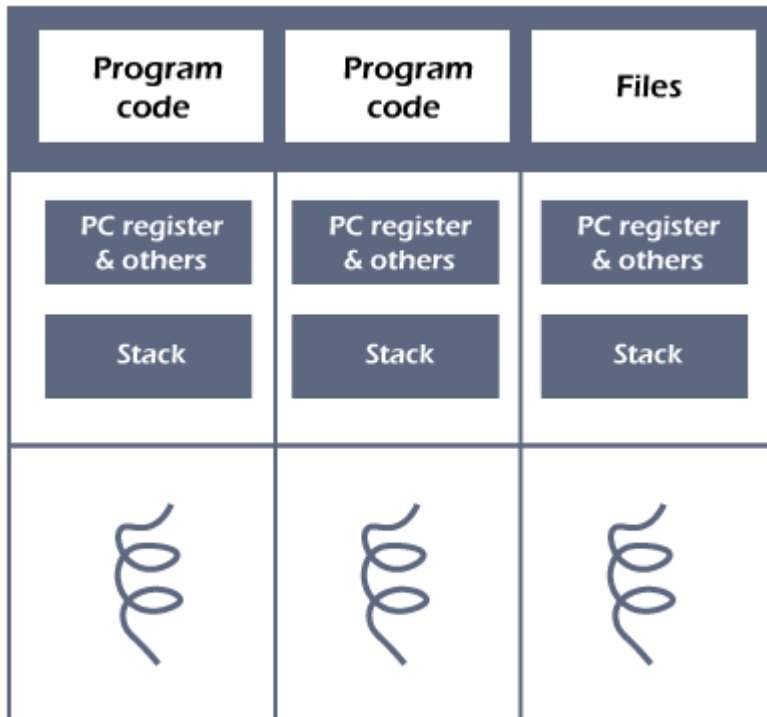 Program
code
Program
code
Files
PC register
& others
PC register
& others
PC register
& others
Stack
Stack
Stack